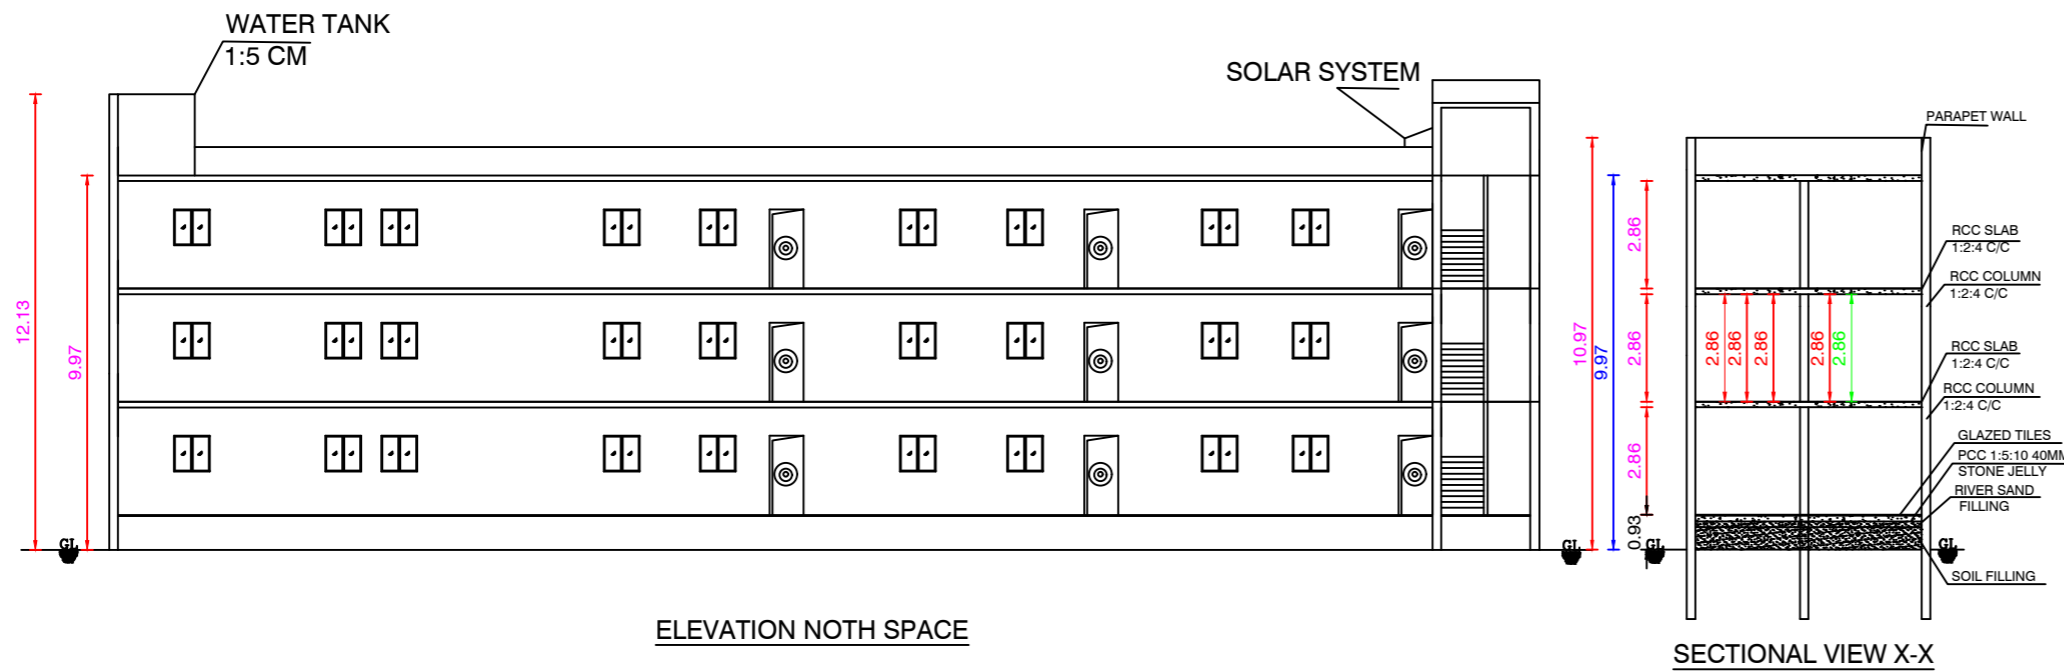 WATER TANK
1:5 CM
SOLAR SYSTEM
12.13
9.97
GL
ELEVATION NOTH SPACE
GL
10.97
9.97
2.86
2.86
2.86
0.93
GL
2.86
2.86
2.86
2.86
2.86
GL
PARAPET WALL
RCC SLAB
1:2:4 C/C
RCC COLUMN
1:2:4 C/C
RCC SLAB
1:2:4 C/C
RCC COLUMN
1:2:4 C/C
GLAZED TILES
PCC 1:5:10 40MM
STONE JELLY
RIVER SAND
FILLING
SOIL FILLING
SECTIONAL VIEW X-X